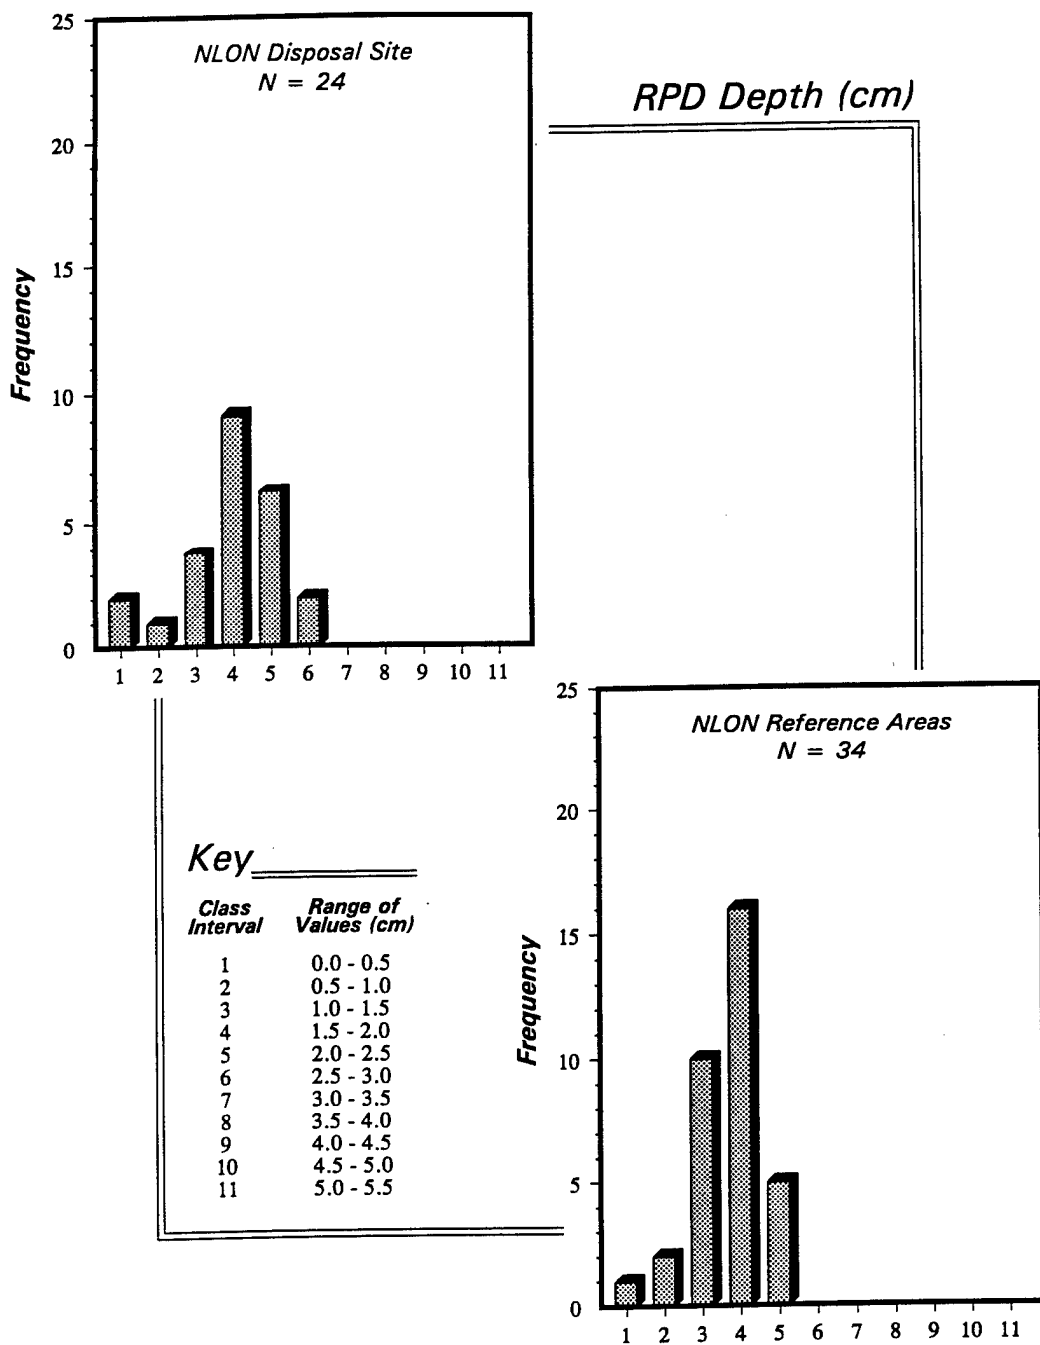 NLON Disposal Site
N = 24
Frequency
25
20
15
10
5
0
1 2 3 4 5 6 7 8 9 10 11
RPD Depth (cm)
Key
Class Interval Range of Values (cm)
1 0.0 - 0.5
2 0.5 - 1.0
3 1.0 - 1.5
4 1.5 - 2.0
5 2.0 - 2.5
6 2.5 - 3.0
7 3.0 - 3.5
8 3.5 - 4.0
9 4.0 - 4.5
10 4.5 - 5.0
11 5.0 - 5.5
NLON Reference Areas
N = 34
Frequency
25
20
15
10
5
0
1 2 3 4 5 6 7 8 9 10 11